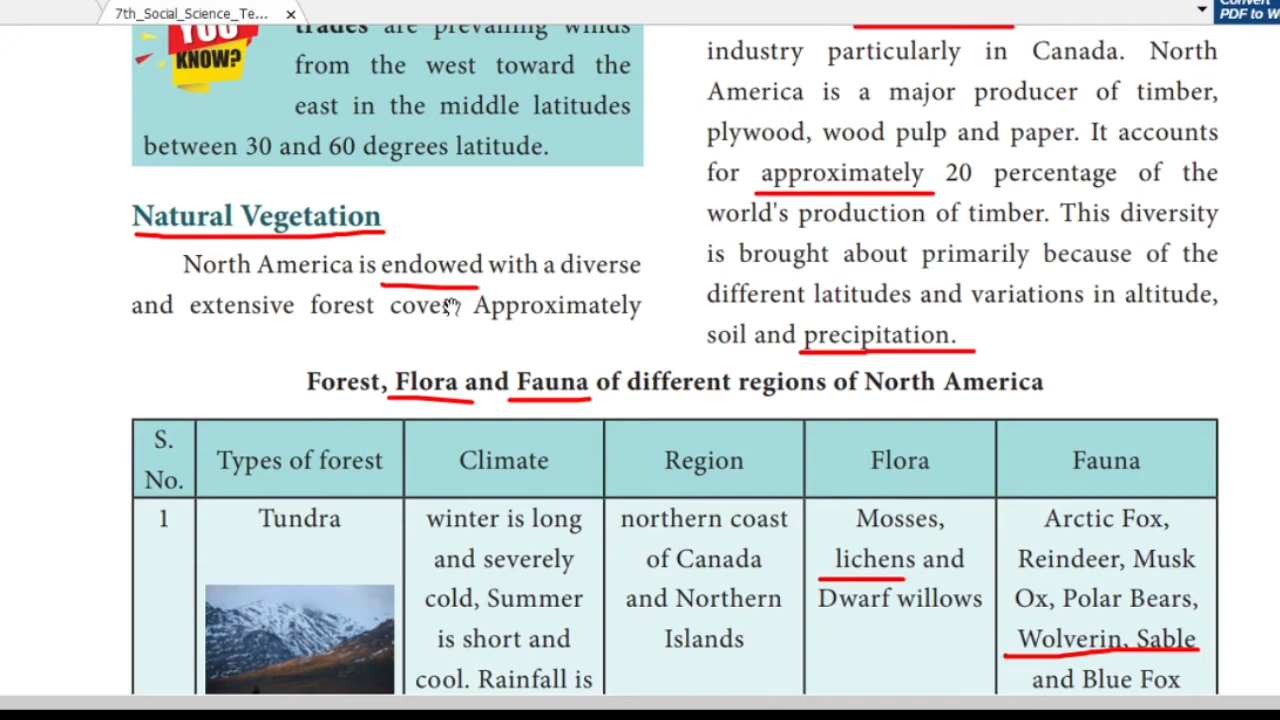 7th_Social_Science_Te... ×
Convert
PDF to W
YOU
KNOW?
trades are prevailing winds
from the west toward the
east in the middle latitudes
between 30 and 60 degrees latitude.
Natural Vegetation
North America is endowed with a diverse
and extensive forest cover. Approximately
industry particularly in Canada. North
America is a major producer of timber,
plywood, wood pulp and paper. It accounts
for approximately 20 percentage of the
world's production of timber. This diversity
is brought about primarily because of the
different latitudes and variations in altitude,
soil and precipitation.
Forest, Flora and Fauna of different regions of North America
S.
No.
Types of forest
Climate
Region
Flora
Fauna
1
Tundra
winter is long
and severely
cold, Summer
is short and
cool. Rainfall is
northern coast
of Canada
and Northern
Islands
Mosses,
lichens and
Dwarf willows
Arctic Fox,
Reindeer, Musk
Ox, Polar Bears,
Wolverin, Sable
and Blue Fox